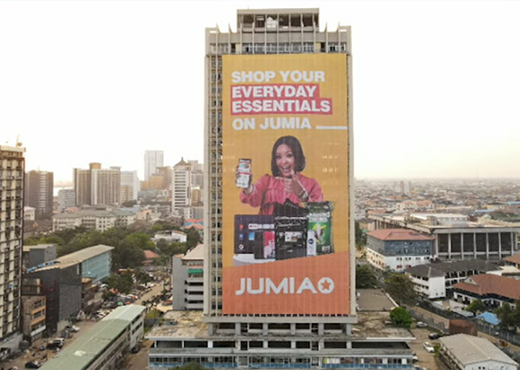 SHOP YOUR
EVERYDAY
ESSENTIALS
ON JUMIA
JUMIA